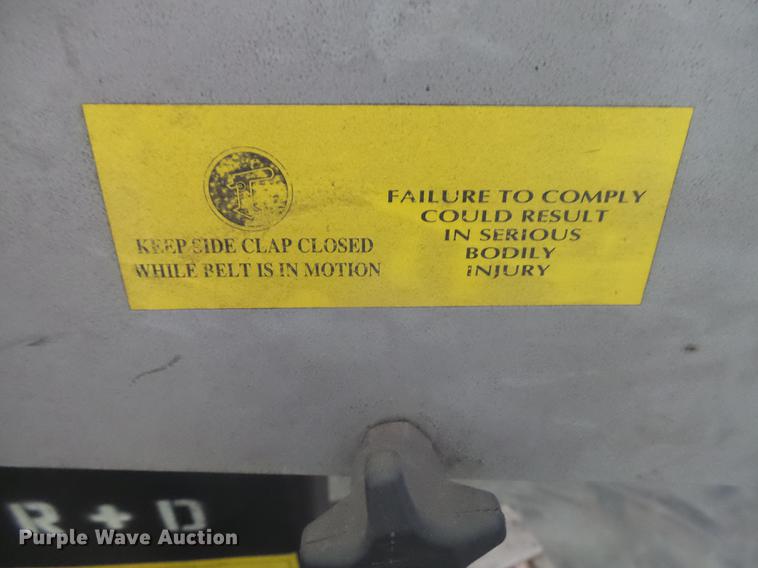 KEEP SIDE CLAP CLOSED
WHILE BELT IS IN MOTION
FAILURE TO COMPLY
COULD RESULT
IN SERIOUS
BODILY
INJURY
R + D
Purple Wave Auction